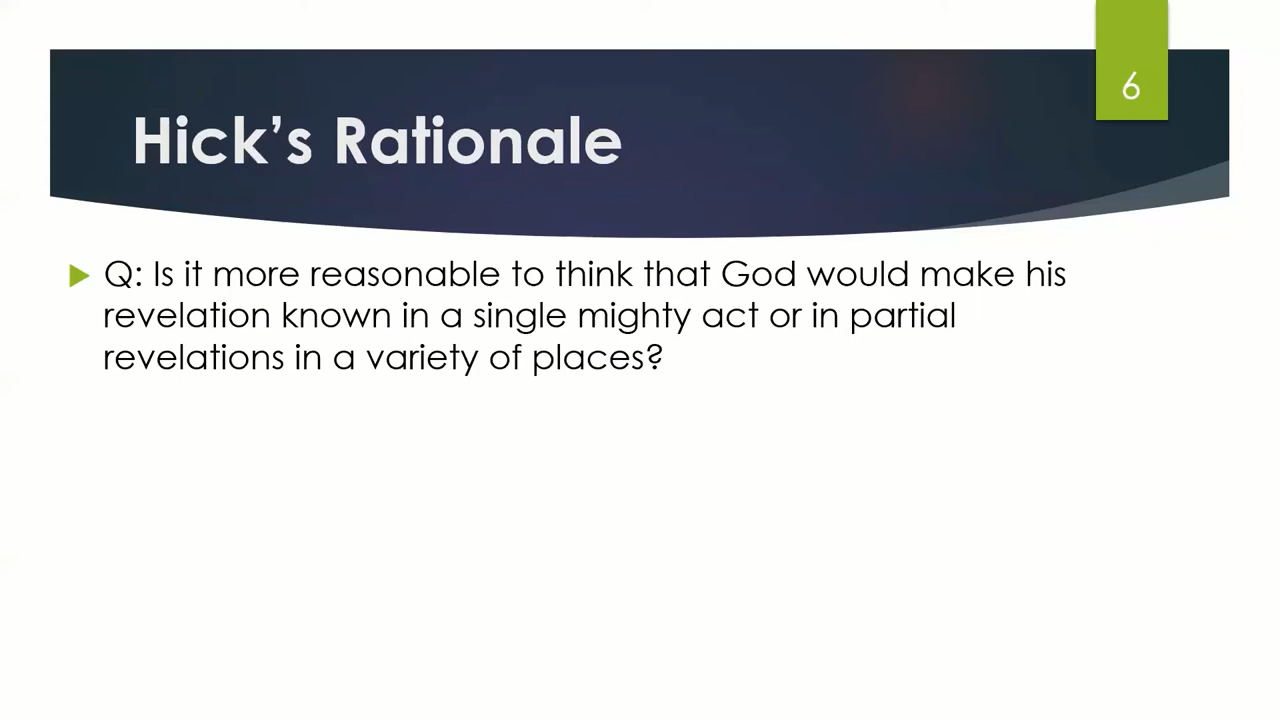 6
Hick’s Rationale
Q: Is it more reasonable to think that God would make his
revelation known in a single mighty act or in partial
revelations in a variety of places?